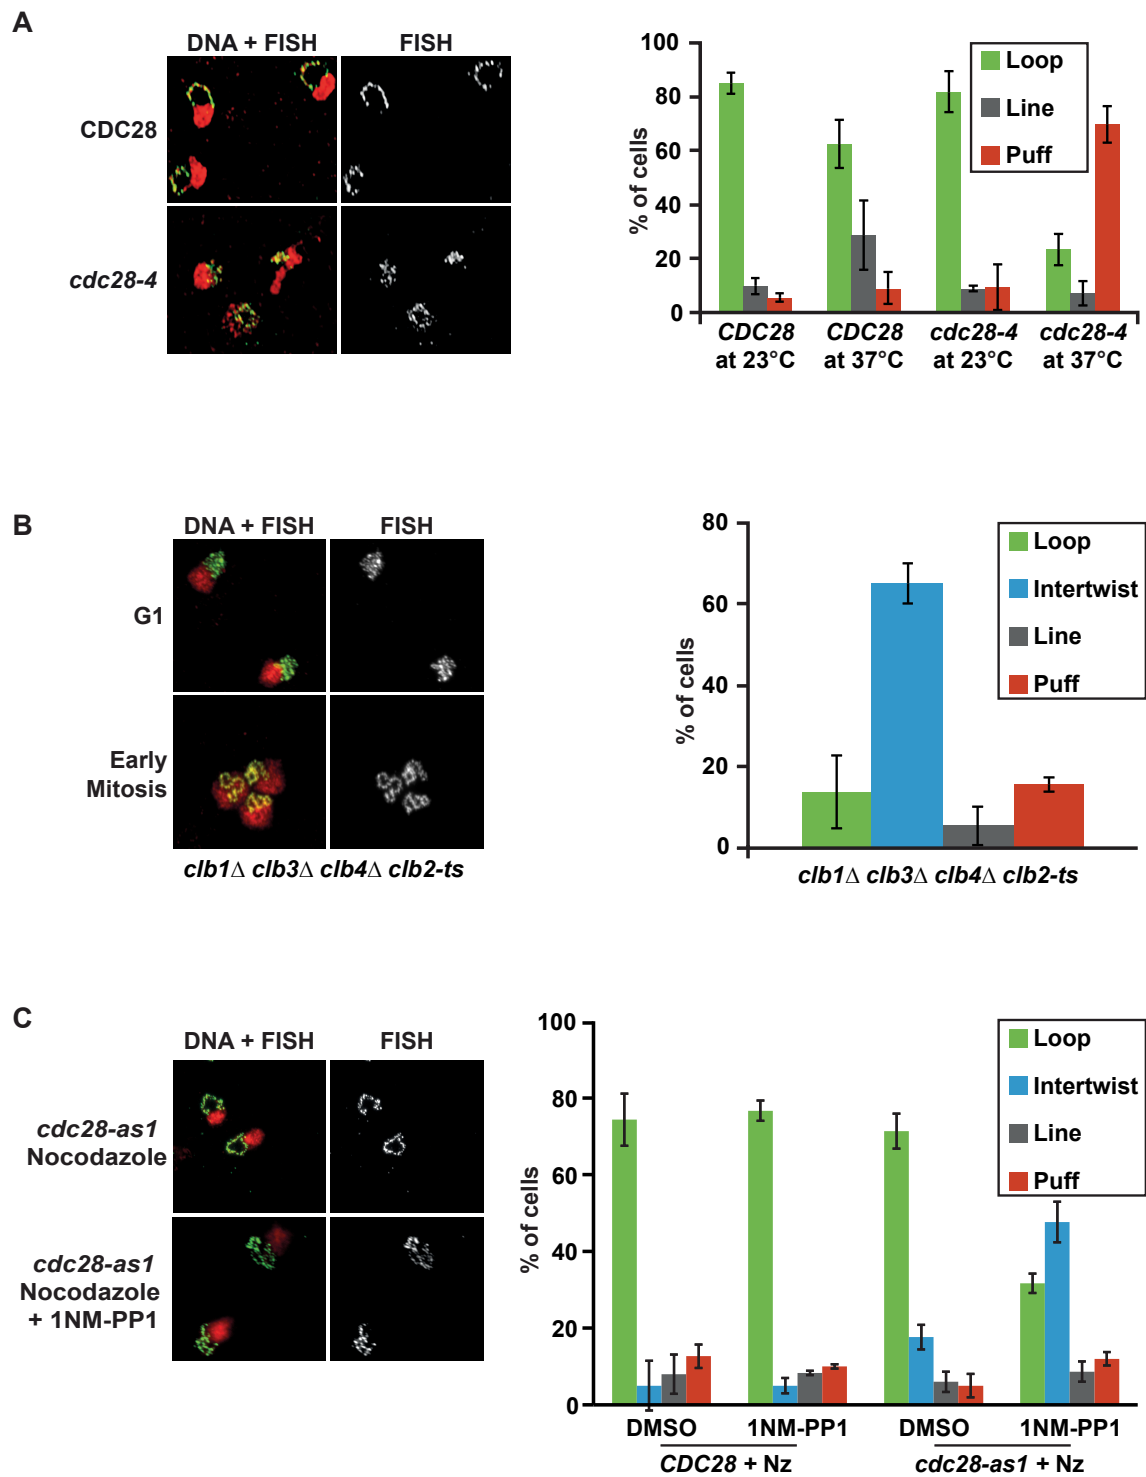 A
DNA + FISH
FISH
CDC28
cdc28-4
100
80
60
40
20
0
% of cells
Loop
Line
Puff
CDC28
at 23°C
CDC28
at 37°C
cdc28-4
at 23°C
cdc28-4
at 37°C
B
DNA + FISH
FISH
G1
Early
Mitosis
clb1Δ clb3Δ clb4Δ clb2-ts
80
60
40
20
0
% of cells
Loop
Intertwist
Line
Puff
clb1Δ clb3Δ clb4Δ clb2-ts
C
DNA + FISH
FISH
cdc28-as1
Nocodazole
cdc28-as1
Nocodazole
+ 1NM-PP1
100
80
60
40
20
0
% of cells
Loop
Intertwist
Line
Puff
DMSO
1NM-PP1
DMSO
1NM-PP1
CDC28 + Nz
cdc28-as1 + Nz